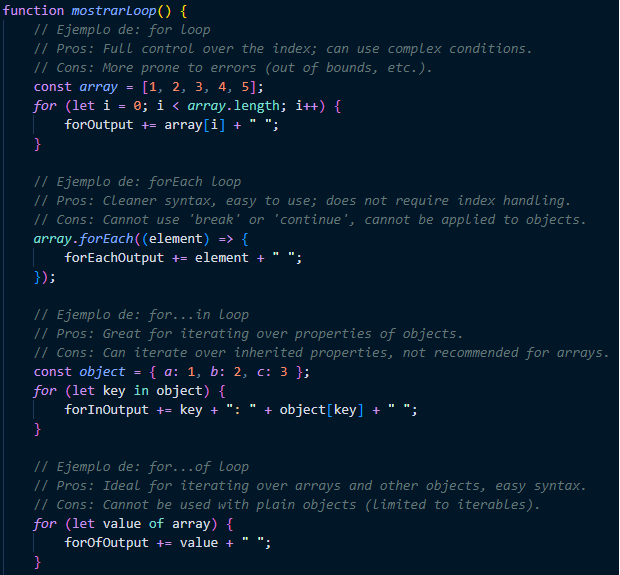 function mostrarLoop() {
    // Ejemplo de: for loop
    // Pros: Full control over the index; can use complex conditions.
    // Cons: More prone to errors (out of bounds, etc.).
    const array = [1, 2, 3, 4, 5];
    for (let i = 0; i < array.length; i++) {
        forOutput += array[i] + " ";
    }

    // Ejemplo de: forEach loop
    // Pros: Cleaner syntax, easy to use; does not require index handling.
    // Cons: Cannot use 'break' or 'continue', cannot be applied to objects.
    array.forEach((element) => {
        forEachOutput += element + " ";
    });

    // Ejemplo de: for...in loop
    // Pros: Great for iterating over properties of objects.
    // Cons: Can iterate over inherited properties, not recommended for arrays.
    const object = { a: 1, b: 2, c: 3 };
    for (let key in object) {
        forInOutput += key + ": " + object[key] + " ";
    }

    // Ejemplo de: for...of loop
    // Pros: Ideal for iterating over arrays and other objects, easy syntax.
    // Cons: Cannot be used with plain objects (limited to iterables).
    for (let value of array) {
        forOfOutput += value + " ";
    }